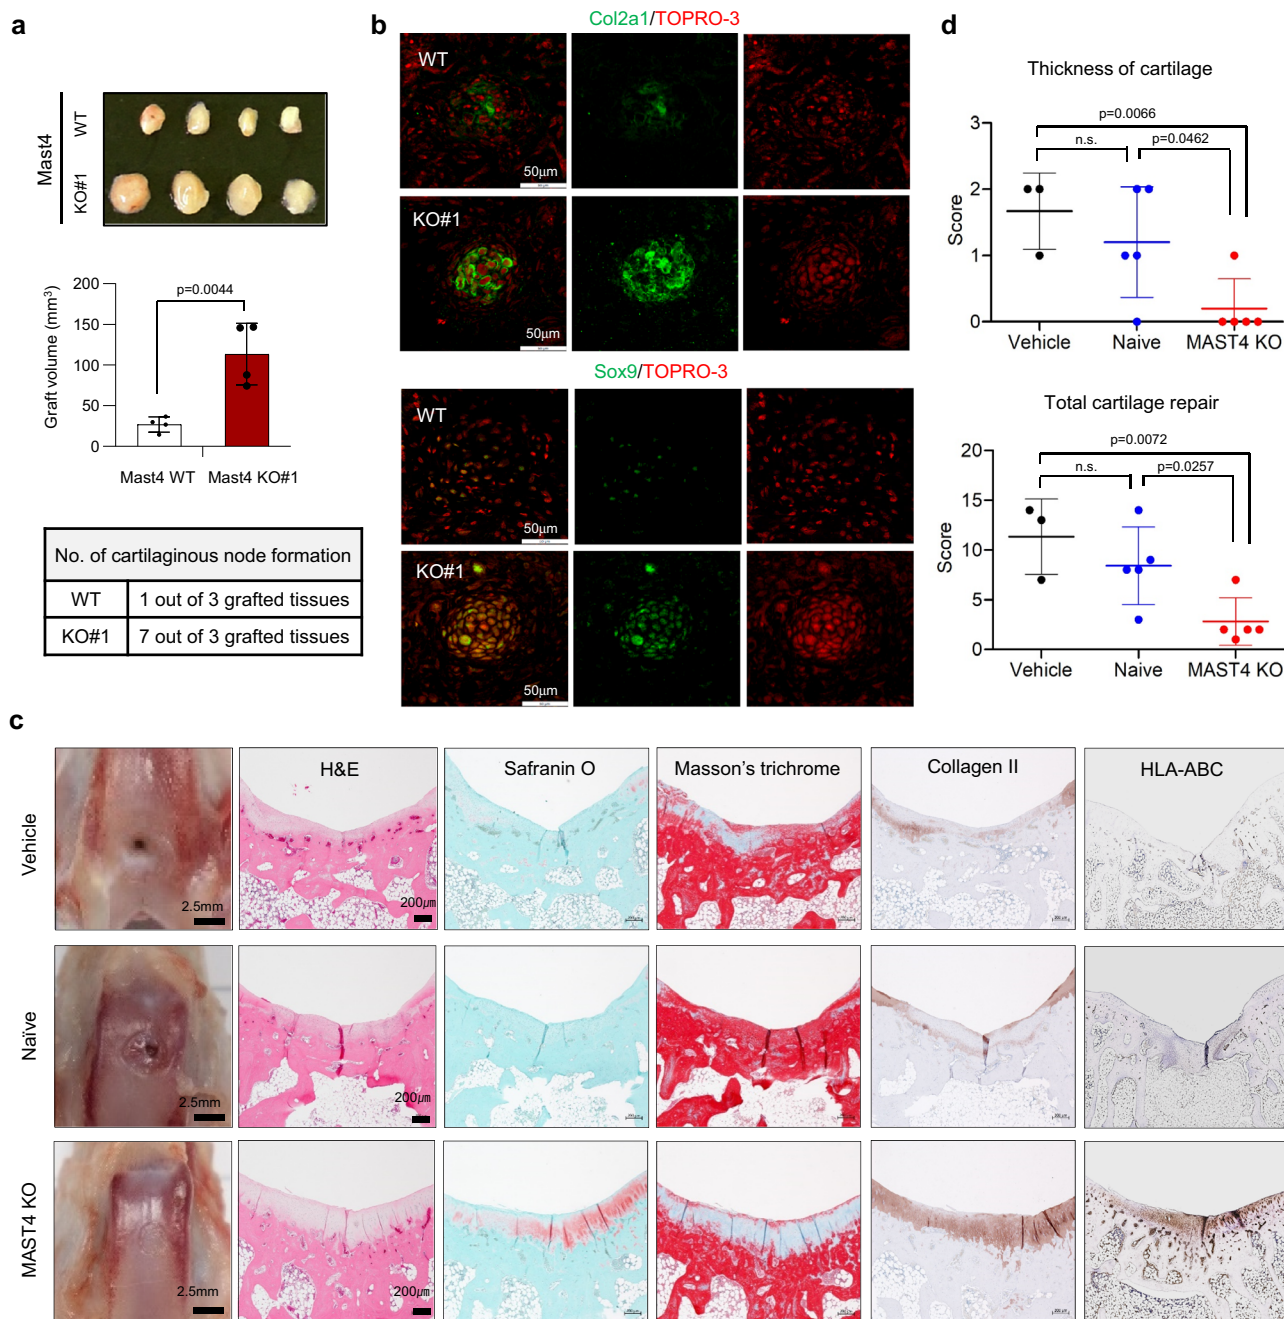 a
Mast4
WT
KO#1
Graft volume (mm³)
200
150
100
50
0
p=0.0044
Mast4 WT
Mast4 KO#1
No. of cartilaginous node formation
WT
1 out of 3 grafted tissues
KO#1
7 out of 3 grafted tissues
b
Col2a1/TOPRO-3
WT
50μm
KO#1
50μm
Sox9/TOPRO-3
WT
50μm
KO#1
50μm
d
Thickness of cartilage
Score
3
2
1
0
p=0.0066
n.s.
p=0.0462
Vehicle
Naive
MAST4 KO
Total cartilage repair
Score
20
15
10
5
0
p=0.0072
n.s.
p=0.0257
Vehicle
Naive
MAST4 KO
c
H&E
Safranin O
Masson's trichrome
Collagen II
HLA-ABC
Vehicle
2.5mm
200μm
Naïve
2.5mm
200μm
MAST4 KO
2.5mm
200μm